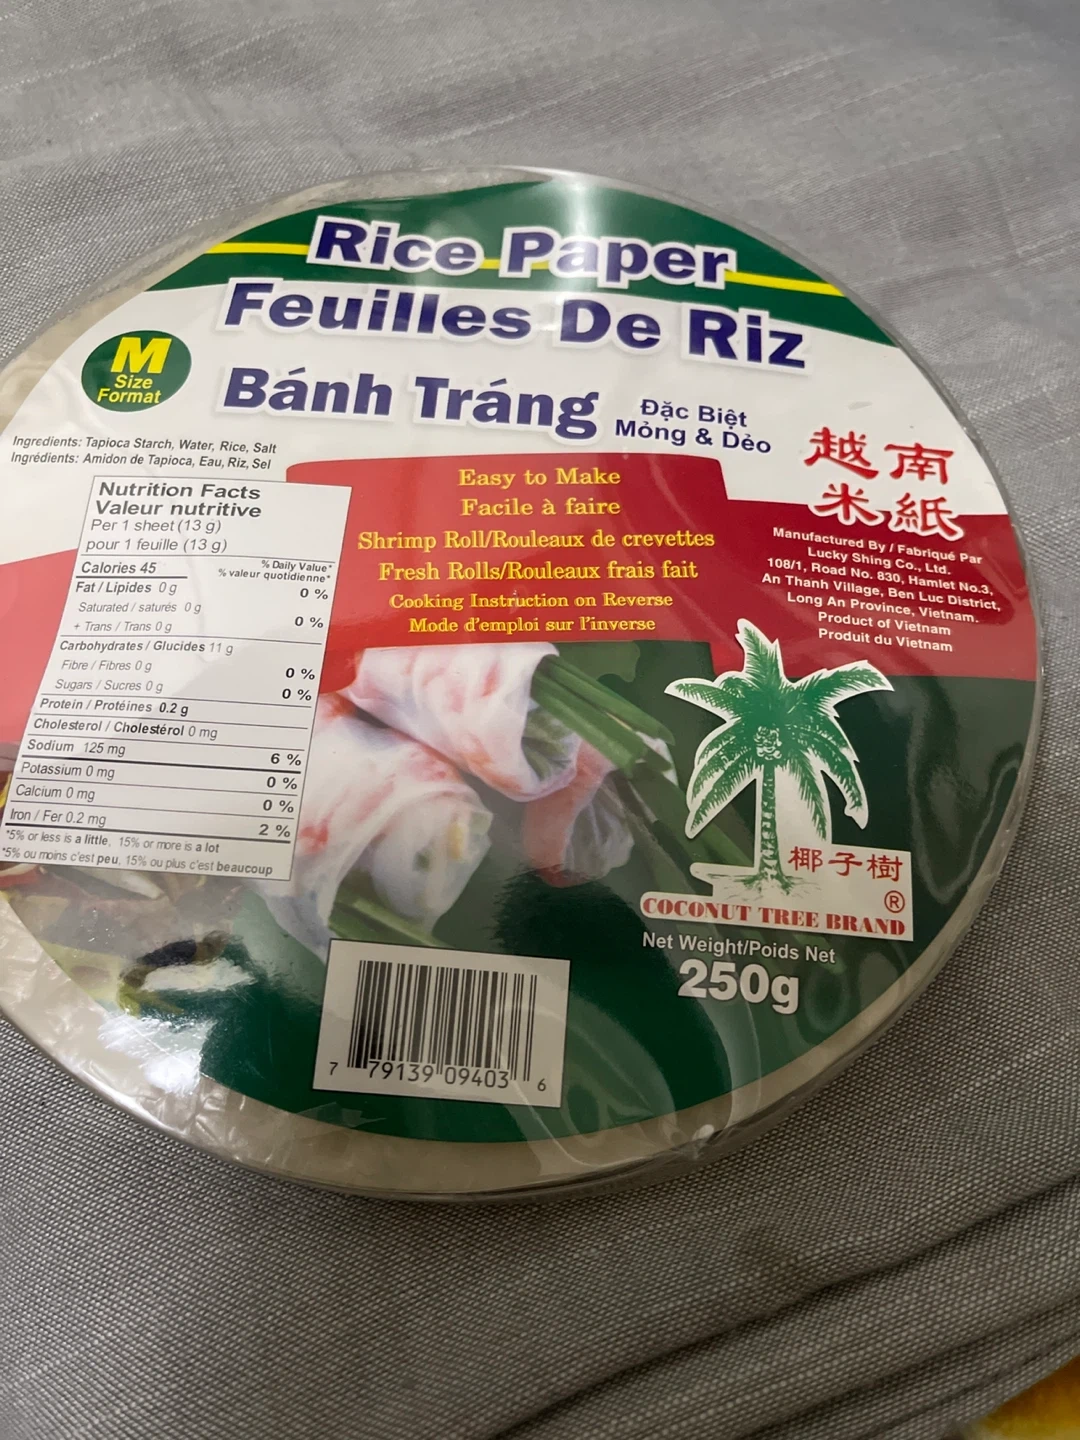 Rice Paper
Feuilles De Riz
M
Size
Format
Bánh Tráng
Đặc Biệt
Mỏng & Dẻo
Ingredients: Tapioca Starch, Water, Rice, Salt
Ingrédients: Amidon de Tapioca, Eau, Riz, Sel
越南
米紙
Nutrition Facts
Valeur nutritive
Per 1 sheet (13 g)
pour 1 feuille (13 g)
Calories 45
% Daily Value*
% valeur quotidienne*
Fat / Lipides 0 g 0 %
Saturated / saturés 0 g
+ Trans / Trans 0 g 0 %
Carbohydrates / Glucides 11 g
Fibre / Fibres 0 g 0 %
Sugars / Sucres 0 g 0 %
Protein / Protéines 0.2 g
Cholesterol / Cholestérol 0 mg
Sodium 125 mg 6 %
Potassium 0 mg 0 %
Calcium 0 mg 0 %
Iron / Fer 0.2 mg 2 %
*5% or less is a little, 15% or more is a lot
*5% ou moins c'est peu, 15% ou plus c'est beaucoup
Easy to Make
Facile à faire
Shrimp Roll/Rouleaux de crevettes
Fresh Rolls/Rouleaux frais fait
Cooking Instruction on Reverse
Mode d'emploi sur l'inverse
Manufactured By / Fabriqué Par
Lucky Shing Co., Ltd.
108/1, Road No. 830, Hamlet No.3,
An Thanh Village, Ben Luc District,
Long An Province, Vietnam.
Product of Vietnam
Produit du Vietnam
椰子樹
®
COCONUT TREE BRAND
Net Weight/Poids Net
250g
7 79139 09403 6